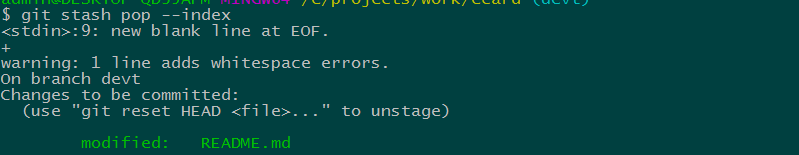 $ git stash pop --index
<stdin>:9: new blank line at EOF.
+
warning: 1 line adds whitespace errors.
On branch devt
Changes to be committed:
  (use "git reset HEAD <file>..." to unstage)
        modified:   README.md